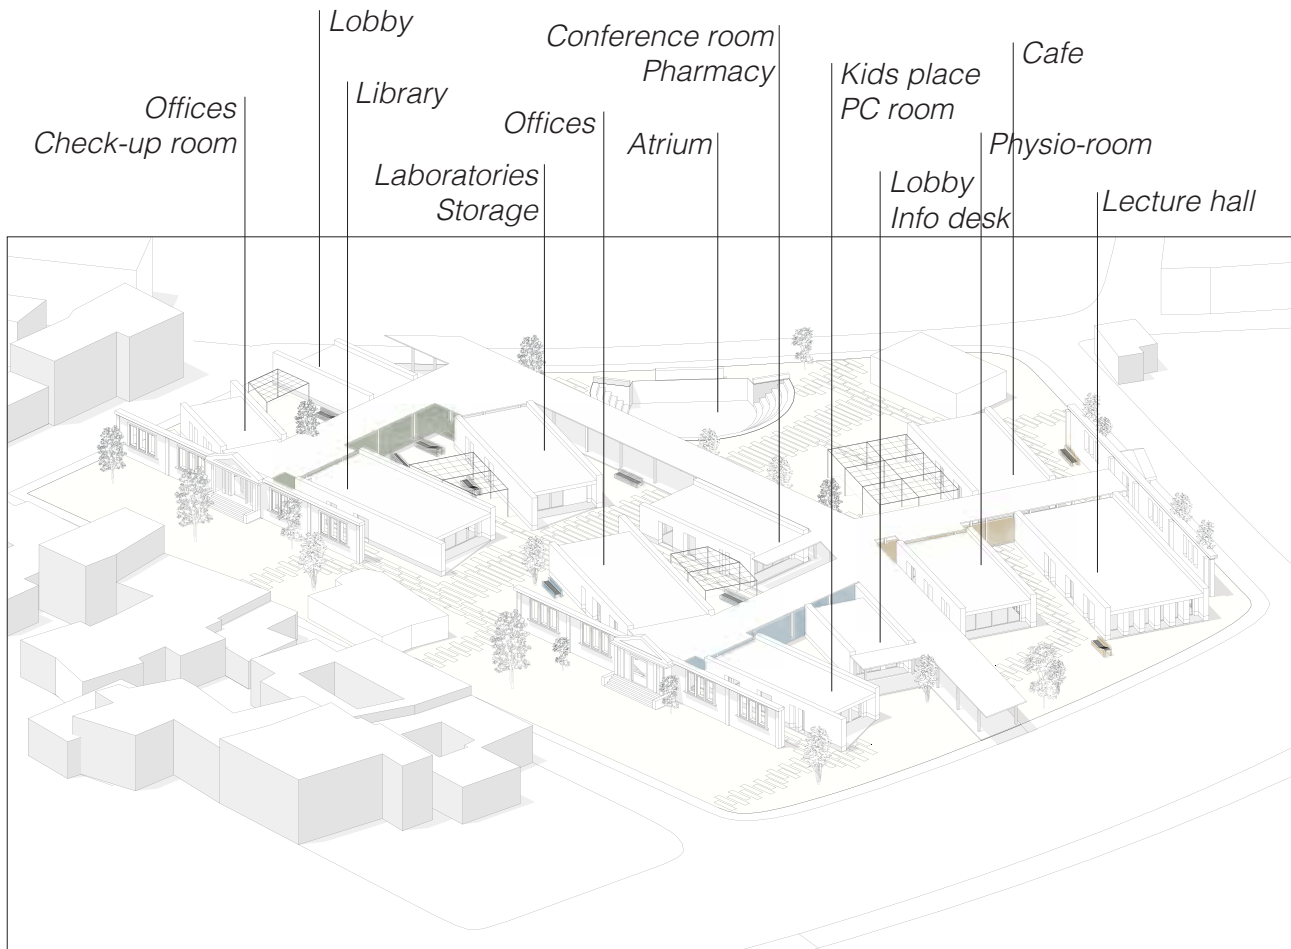 Lobby
Library
Offices
Check-up room
Laboratories
Storage
Offices
Atrium
Conference room
Pharmacy
Kids place
PC room
Lobby
Info desk
Cafe
Physio-room
Lecture hall